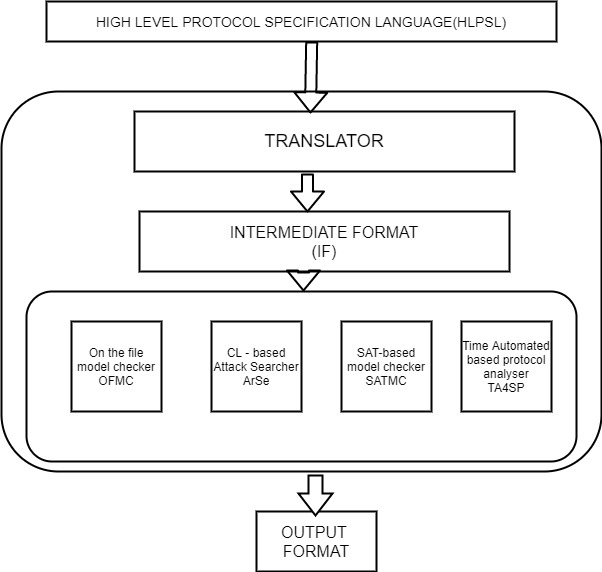 HIGH LEVEL PROTOCOL SPECIFICATION LANGUAGE(HLPSL)
TRANSLATOR
INTERMEDIATE FORMAT
(IF)
On the file
model checker
OFMC
CL - based
Attack Searcher
ArSe
SAT-based
model checker
SATMC
Time Automated
based protocol
analyser
TA4SP
OUTPUT
FORMAT